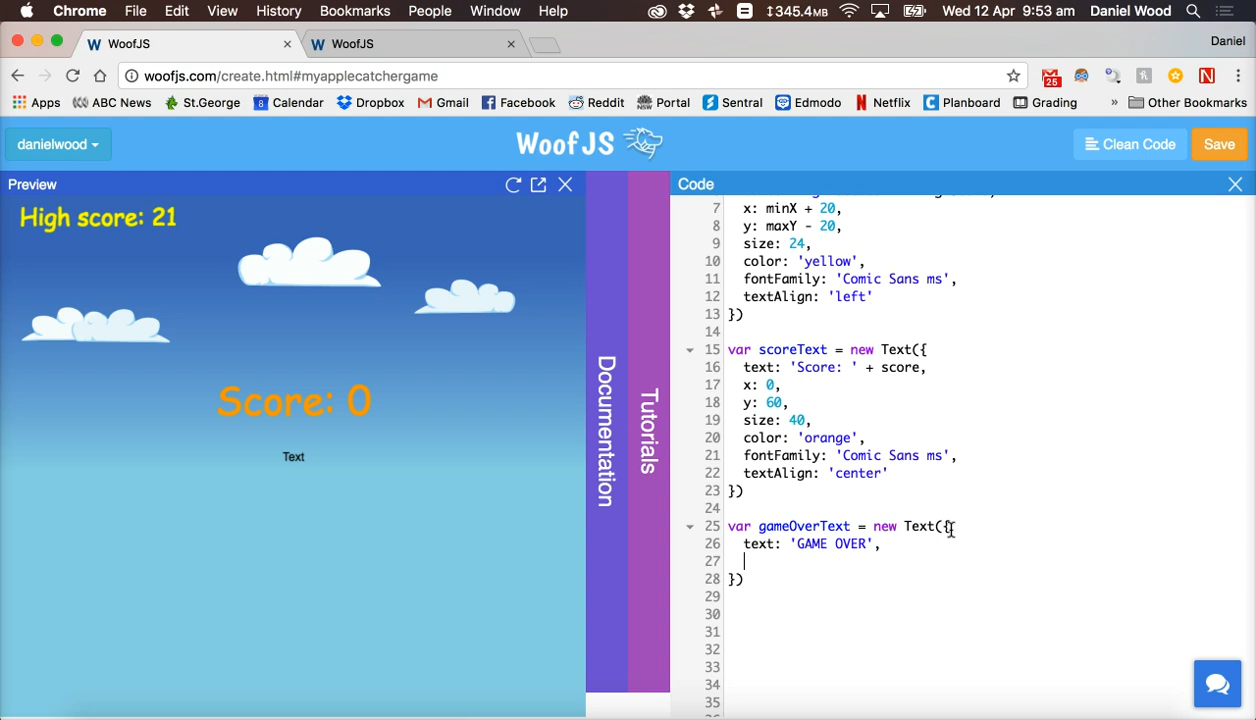 Chrome File Edit View History Bookmarks People Window Help 345.4MB Wed 12 Apr 9:53 am Daniel Wood
WoofJS WoofJS Daniel
woofjs.com/create.html#myapplecatchergame 25
Apps ABC News St.George Calendar Dropbox Gmail Facebook Reddit Portal Sentral Edmodo Netflix Planboard Grading » Other Bookmarks
danielwood WoofJS Clean Code Save
Preview Code
High score: 21
Score: 0
Text
Documentation
Tutorials
7 x: minX + 20,
8 y: maxY - 20,
9 size: 24,
10 color: 'yellow',
11 fontFamily: 'Comic Sans ms',
12 textAlign: 'left'
13 })
14
15 var scoreText = new Text({
16 text: 'Score: ' + score,
17 x: 0,
18 y: 60,
19 size: 40,
20 color: 'orange',
21 fontFamily: 'Comic Sans ms',
22 textAlign: 'center'
23 })
24
25 var gameOverText = new Text({
26 text: 'GAME OVER',
27
28 })
29
30
31
32
33
34
35